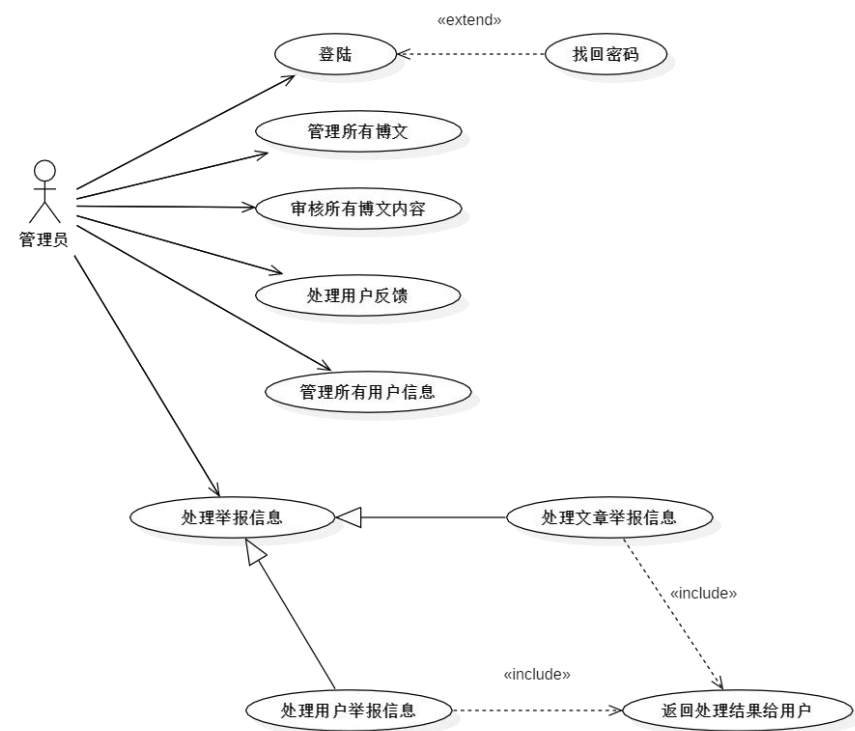 «extend»
登陆
找回密码
管理所有博文
审核所有博文内容
管理员
处理用户反馈
管理所有用户信息
处理举报信息
处理文章举报信息
«include»
«include»
处理用户举报信息
返回处理结果给用户